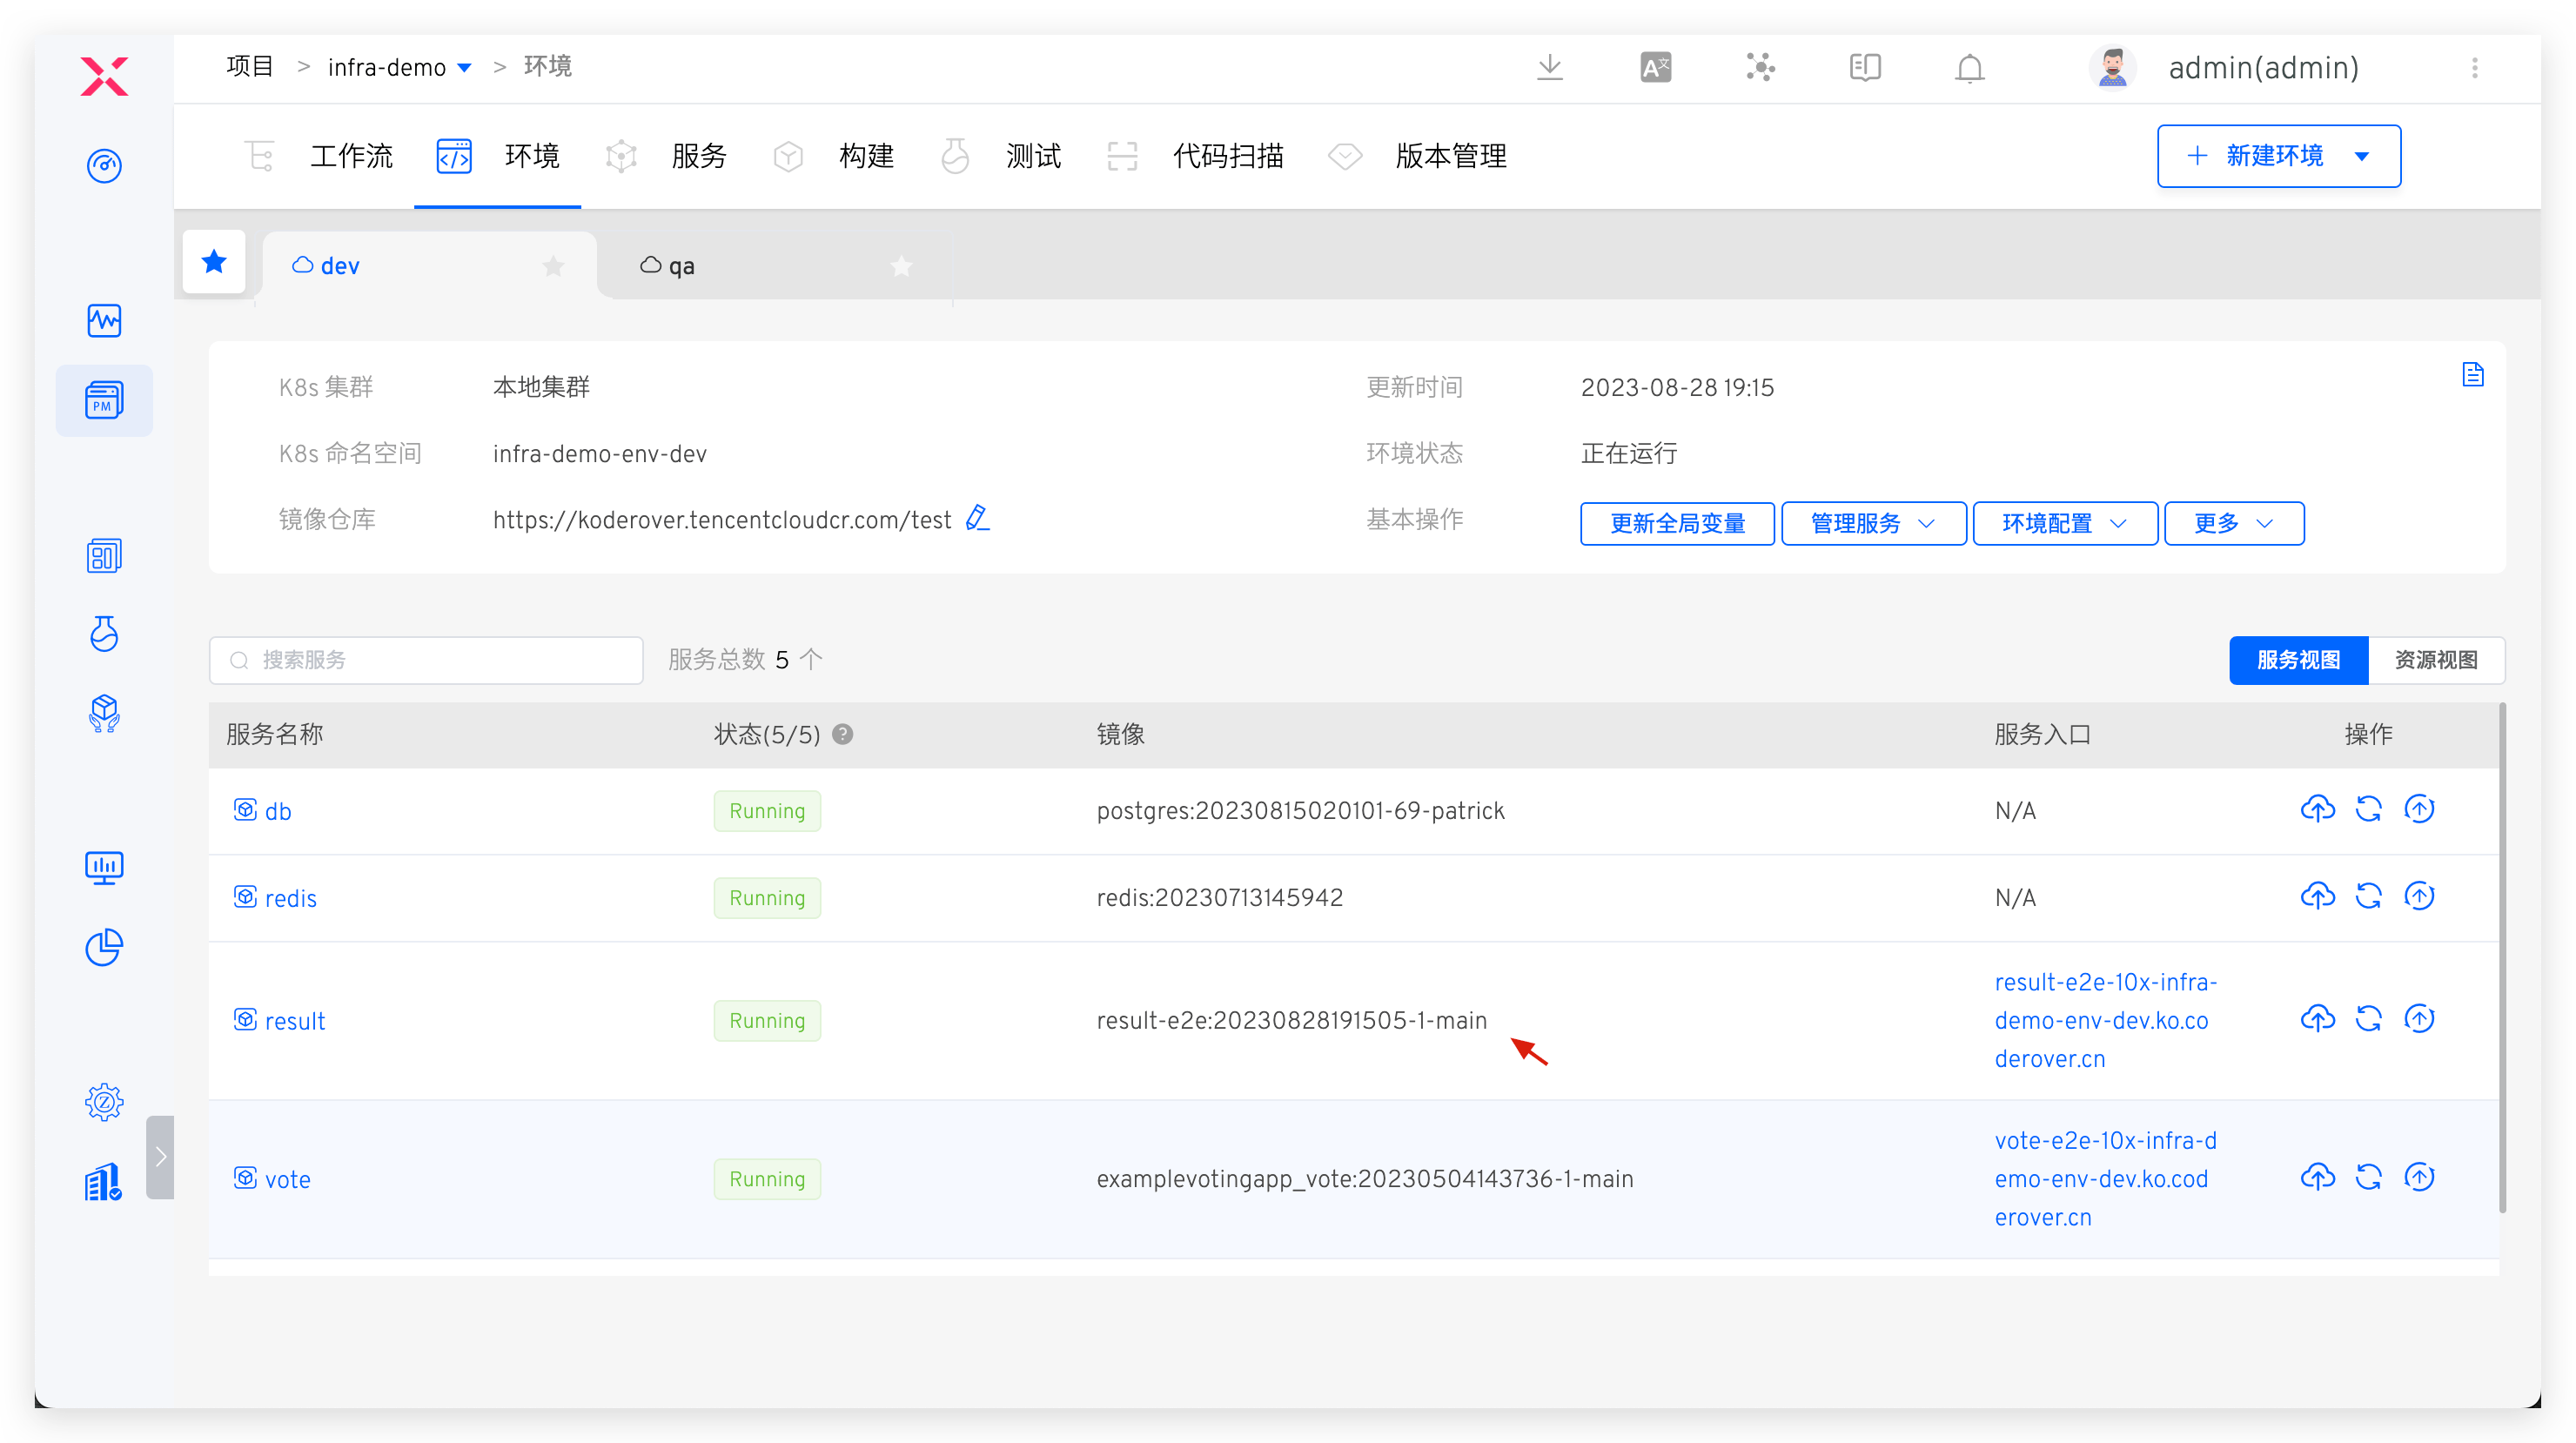 项目 > infra-demo > 环境
admin(admin)
工作流 环境 服务 构建 测试 代码扫描 版本管理
+ 新建环境
dev qa
PM
K8s 集群 本地集群 更新时间 2023-08-28 19:15
K8s 命名空间 infra-demo-env-dev 环境状态 正在运行
镜像仓库 https://koderover.tencentcloudcr.com/test 基本操作 更新全局变量 管理服务 环境配置 更多
搜索服务 服务总数 5 个 服务视图 资源视图
服务名称 状态(5/5) ? 镜像 服务入口 操作
db Running postgres:20230815020101-69-patrick N/A
redis Running redis:20230713145942 N/A
result Running result-e2e:20230828191505-1-main result-e2e-10x-infra-
demo-env-dev.ko.co
derover.cn
vote Running examplevotingapp_vote:20230504143736-1-main vote-e2e-10x-infra-d
emo-env-dev.ko.cod
erover.cn